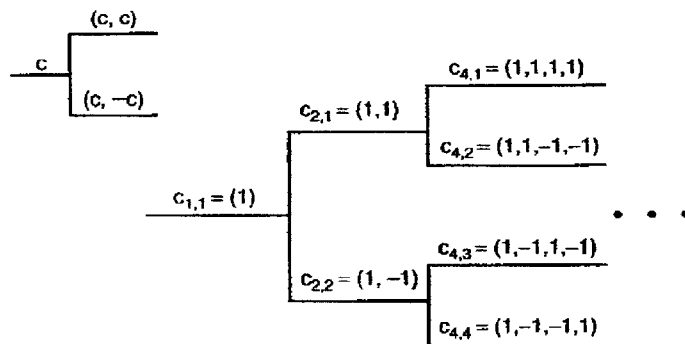 (c, c)
c
(c, −c)
c4,1 = (1,1,1,1)
c2,1 = (1,1)
c4,2 = (1,1,-1,-1)
c1,1 = (1)
c4,3 = (1,-1,1,-1)
c2,2 = (1, -1)
c4,4 = (1,-1,-1,1)